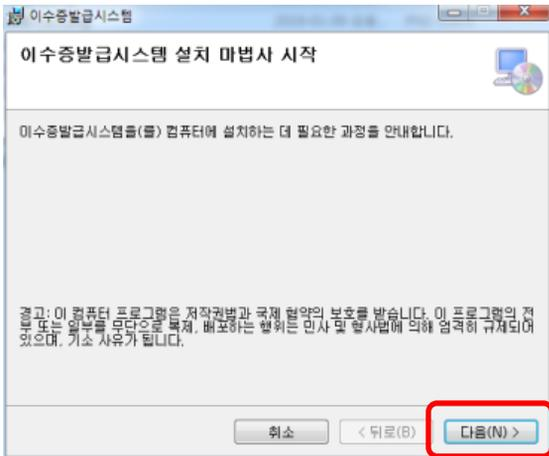 이수증발급시스템
이수증발급시스템 설치 마법사 시작
이수증발급시스템을(를) 컴퓨터에 설치하는 데 필요한 과정을 안내합니다.
경고: 이 컴퓨터 프로그램은 저작권법과 국제 협약의 보호를 받습니다. 이 프로그램의 전
부 또는 일부를 무단으로 복제, 배포하는 행위는 민사 및 형사법에 의해 엄격히 규제되어
있으며, 기소 사유가 됩니다.
취소
< 뒤로(B)
다음(N) >